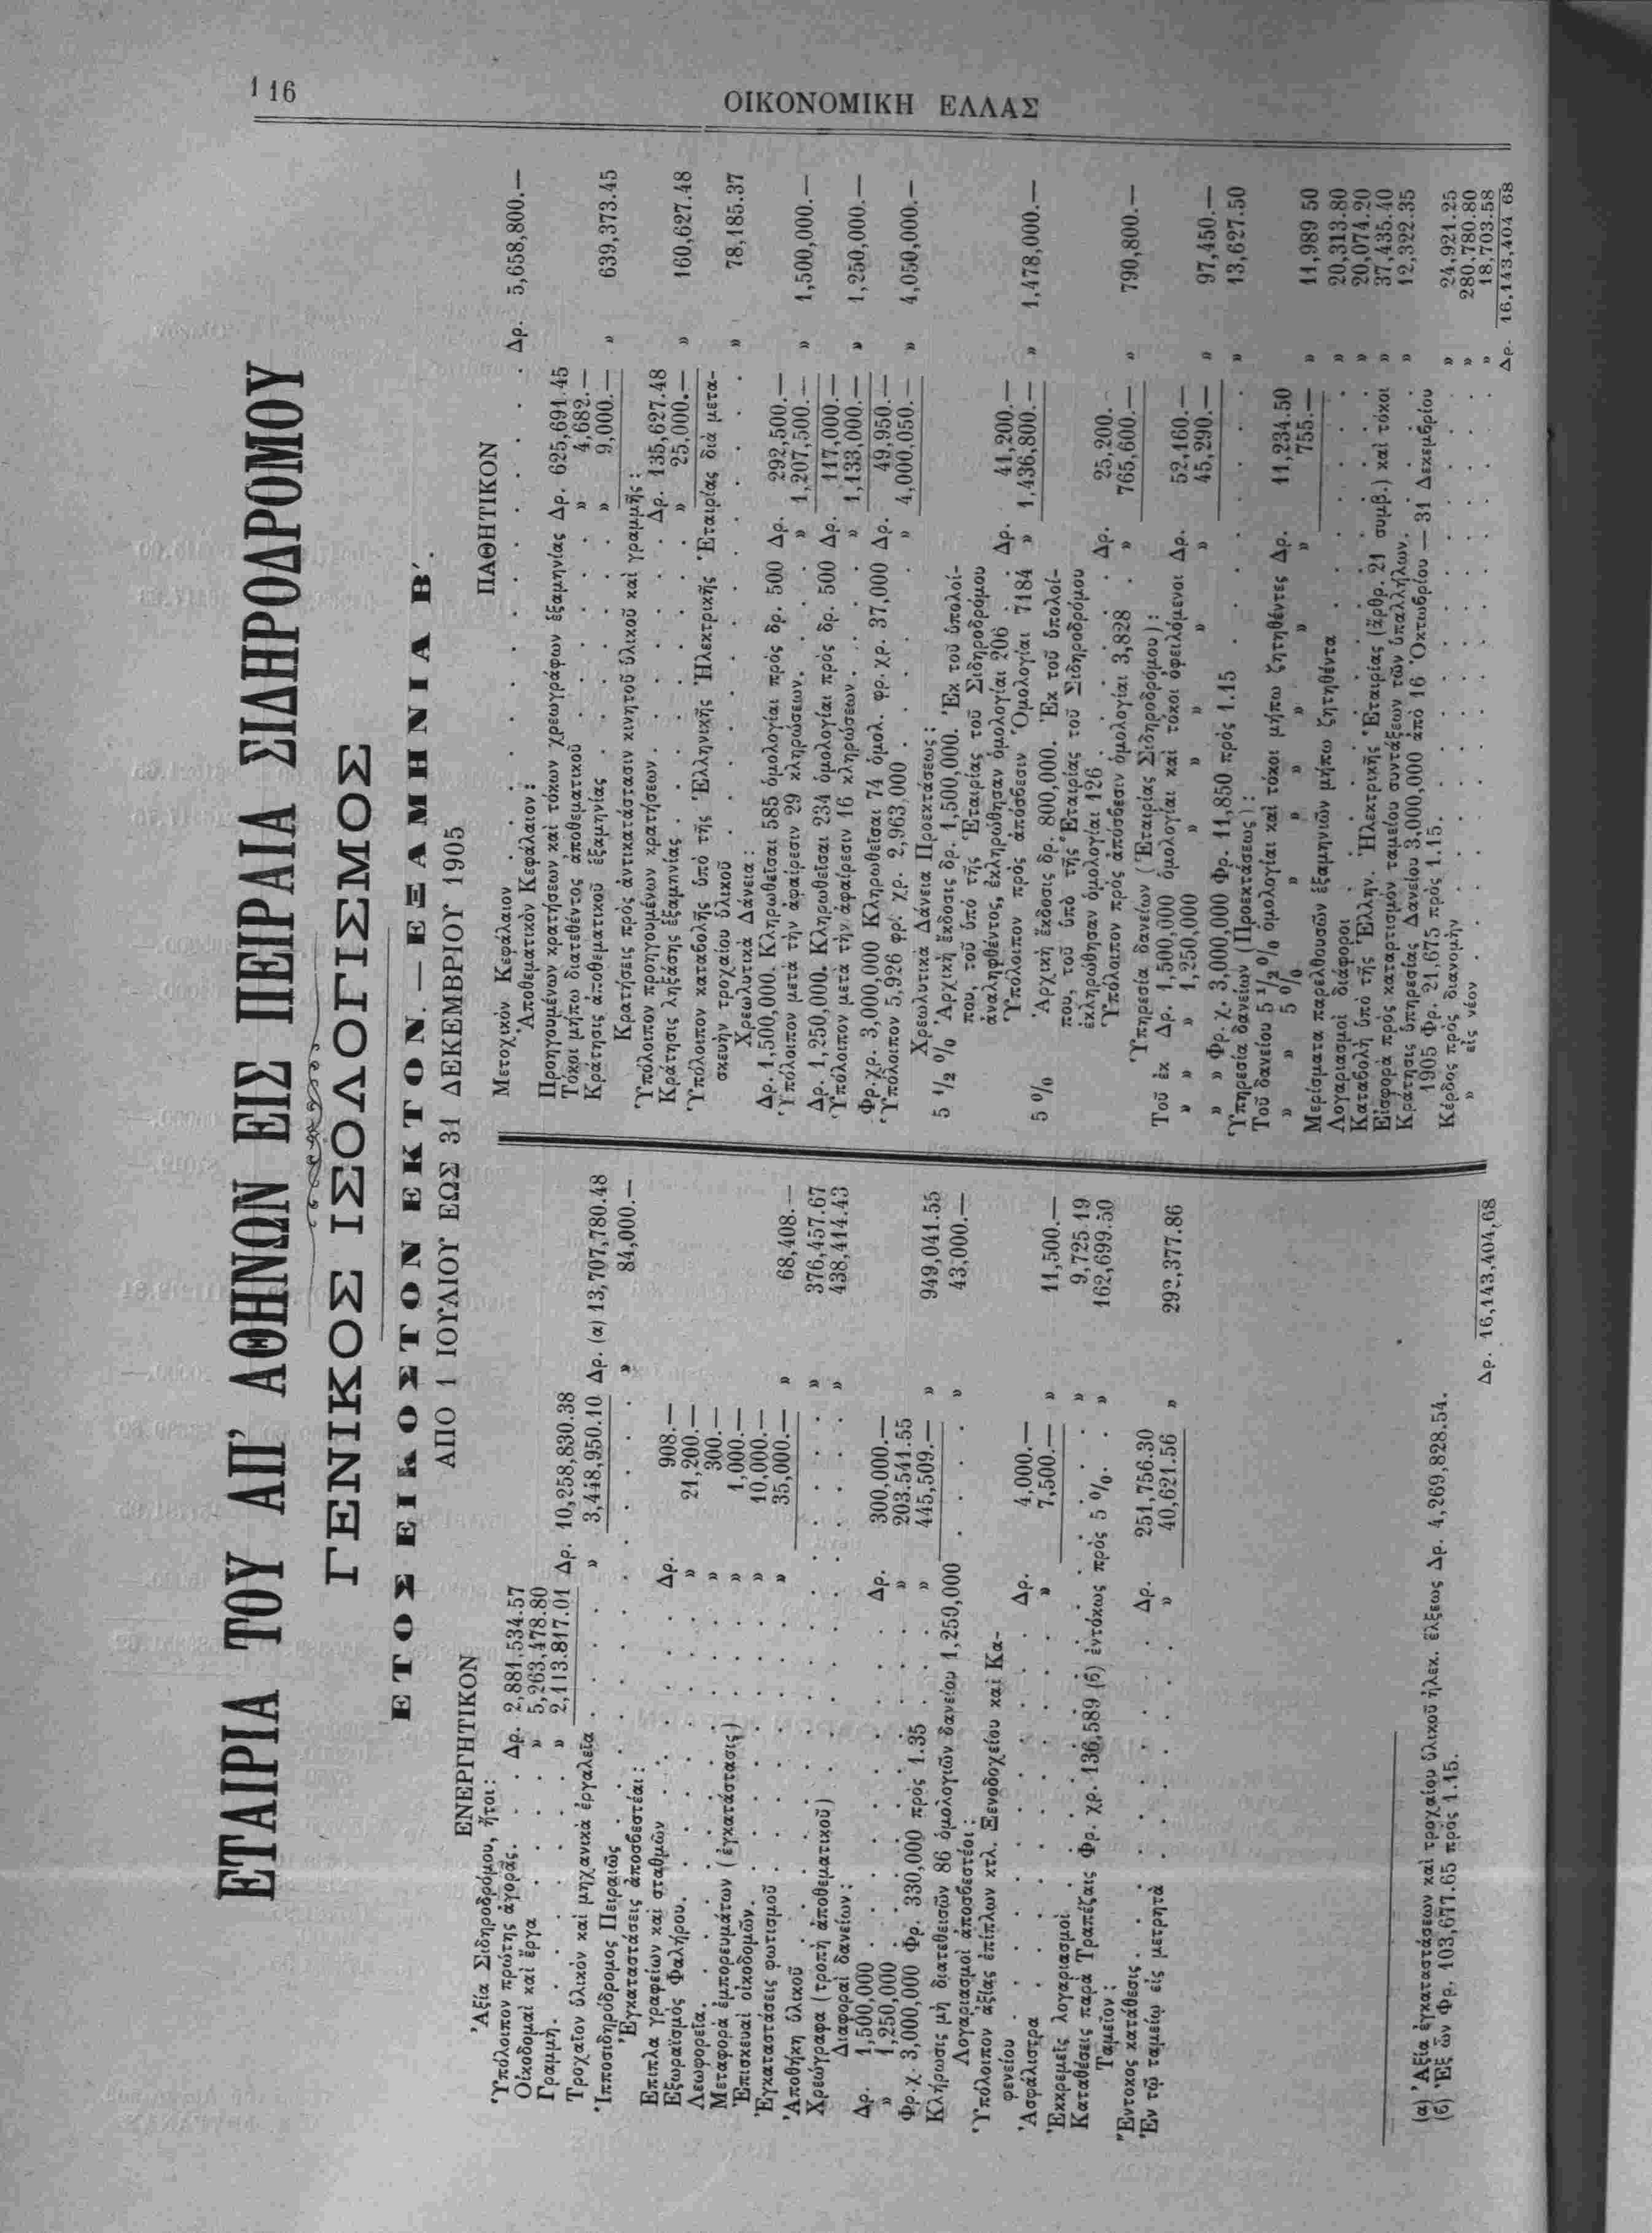 116
ΟΙΚΟΝΟΜΙΚΗ ΕΛΛΑΣ
ΕΤΑΙΡΙΑ ΤΟΥ ΑΠ' ΑΘΗΝΩΝ ΕΙΣ ΠΕΙΡΑΙΑ ΣΙΔΗΡΟΔΡΟΜΟΥ
ΓΕΝΙΚΟΣ ΙΣΟΛΟΓΙΣΜΟΣ
ΕΤΟΣ ΕΙΚΟΣΤΟΝ ΕΚΤΟΝ.—ΕΞΑΜΗΝΙΑ Β΄.
ΑΠΟ 1 ΙΟΥΛΙΟΥ ΕΩΣ 31 ΔΕΚΕΜΒΡΙΟΥ 1905
ΕΝΕΡΓΗΤΙΚΟΝ
Ἀξία Σιδηροδρόμου, ἤτοι:
Ὑπόλοιπον πρώτης ἀγορᾶς. . . Δρ. 2,881,534.57
Οἰκοδομαὶ καὶ ἔργα . . . » 5,263,478.80
Γραμμή. . . . . . » 2,113.817.01 Δρ. 10,258,830.38
Τροχαῖον ὑλικὸν καὶ μηχανικὰ ἐργαλεῖα . . . . » 3,448,950.10 Δρ. (α) 13,707,780.48
Ἱπποσιδηρόδρομος Πειραιῶς . . . . . . . . » 84,000.—
Ἐγκαταστάσεις ἀποσβεστέαι:
Ἔπιπλα γραφείων καὶ σταθμῶν . . . . . Δρ. 908.—
Ἐξωραϊσμὸς Φαλήρου. . . . . . . » 21,200.—
Λεωφορεῖα. . . . . . . . » 300.—
Μεταφορὰ ἐμπορευμάτων (ἐγκατάστασις) . . . » 1,000.—
Ἐπισκευαὶ οἰκοδομῶν. . . . . . » 10,000.—
Ἐγκαταστάσεις φωτισμοῦ . . . . . » 35,000.— » 68,408.—
Ἀποθήκη ὑλικοῦ . . . . . . . . . » 376,457.67
Χρεώγραφα (τροπὴ ἀποθεματικοῦ) . . . . . . » 438,414.43
Διαφοραὶ δανείων:
Δρ. 1,500,000 . . . . . . Δρ. 300,000.—
» 1,250,000 . . . . . . » 203.541.55
Φρ.χ. 3,000,000 Φρ. 330,000 πρὸς 1.35 . . . » 445,509.— » 949,041.55
Κλήρωσις μὴ διατεθεισῶν 86 ὁμολογιῶν δανείου 1,250,000 . . . » 43,000.—
Λογαριασμοὶ ἀποσβεστέοι:
Ὑπόλοιπον ἀξίας ἐπίπλων κτλ. Ξενοδοχείου καὶ Κα-
φενείου . . . . . . . . Δρ. 4,000.—
Ἀσφάλιστρα . . . . . . . » 7,500.— » 11,500.—
Ἐκκρεμεῖς λογαριασμοὶ . . . . . . . . » 9,725.19
Καταθέσεις παρὰ Τραπέζαις Φρ. χρ. 136,589 (β) ἐντόκως πρὸς 5 %. . » 162,699.50
Ταμεῖον:
Ἔντοκος κατάθεσις . . . . . . Δρ. 251,756.30
Ἐν τῷ ταμείῳ εἰς μετρητὰ . . . . . » 40,621.56 » 292,377.86
Δρ. 16,143,404,68
(α) Ἀξία ἐγκαταστάσεων καὶ τροχαίου ὑλικοῦ ἠλεκ. ἕλξεως Δρ. 4,269,828.54.
(β) Ἐξ ὧν Φρ. 103,677.65 πρὸς 1.15.
ΠΑΘΗΤΙΚΟΝ
Μετοχικὸν Κεφάλαιον . . . . . . . . Δρ. 5,658,800.—
Ἀποθεματικὸν Κεφάλαιον:
Προηγουμένων κρατήσεων καὶ τόκων χρεωγράφων ἑξαμηνίας Δρ. 625,691.45
Τόκοι μήπω διατεθέντος ἀποθεματικοῦ . . . » 4,682.—
Κράτησις ἀποθεματικοῦ ἑξαμηνίας . . . . » 9,000.— » 639,373.45
Κρατήσεις πρὸς ἀντικατάστασιν κινητοῦ ὑλικοῦ καὶ γραμμῆς:
Ὑπόλοιπον προηγουμένων κρατήσεων . . . . Δρ. 135,627.48
Κράτησις ληξάσης ἑξαμηνίας . . . . . » 25,000.— » 160,627.48
Ὑπόλοιπον καταβολῆς ὑπὸ τῆς Ἑλληνικῆς Ἠλεκτρικῆς Ἑταιρίας διὰ μετα-
σκευὴν τροχαίου ὑλικοῦ . . . . . . . » 78,185.37
Χρεωλυτικὰ Δάνεια:
Δρ. 1,500,000. Κληρωθεῖσαι 585 ὁμολογίαι πρὸς δρ. 500 Δρ. 292,500.—
Ὑπόλοιπον μετὰ τὴν ἀφαίρεσιν 29 κληρώσεων. . . . » 1,207,500.— » 1,500,000.—
Δρ. 1,250,000. Κληρωθεῖσαι 234 ὁμολογίαι πρὸς δρ. 500 Δρ. 117,000.—
Ὑπόλοιπον μετὰ τὴν ἀφαίρεσιν 16 κληρώσεων . . . » 1,133,000.— » 1,250,000.—
Φρ.χρ. 3,000,000 Κληρωθεῖσαι 74 ὁμολ. φρ.χρ. 37,000 Δρ. 49,950.—
Ὑπόλοιπον 5,926 φρ. χρ. 2,963,000 . . . . . » 4,000,050.— » 4,050,000.—
Χρεωλυτικὰ Δάνεια Προεκτάσεως:
5 1/2 % Ἀρχικὴ ἔκδοσις δρ. 1,500,000. Ἐκ τοῦ ὑπολοί-
που, τοῦ ὑπὸ τῆς Ἑταιρίας τοῦ Σιδηροδρόμου
ἀναληφθέντος, ἐκληρώθησαν ὁμολογίαι 206 . Δρ. 41,200.—
Ὑπόλοιπον πρὸς ἀπόσβεσιν Ὁμολογίαι 7184 » 1,436,800.— » 1,478,000.—
5 % Ἀρχικὴ ἔκδοσις δρ. 800,000. Ἐκ τοῦ ὑπολοί-
που, τοῦ ὑπὸ τῆς Ἑταιρίας τοῦ Σιδηροδρόμου
ἐκληρώθησαν ὁμολογίαι 126 . . . . Δρ. 25,200.—
Ὑπόλοιπον πρὸς ἀπόσβεσιν ὁμολογίαι 3,828 . » 765,600.— » 790,800.—
Ὑπηρεσία δανείων (Ἑταιρίας Σιδηροδρόμου):
Τοῦ ἐκ Δρ. 1,500,000 ὁμολογίαι καὶ τόκοι ὀφειλόμενοι Δρ. 52,160.—
» » » 1,250,000 » » » » » 45,290.— » 97,450.—
» » Φρ. χ. 3,000,000 Φρ. 11,850 πρὸς 1.15 . . . . » 13,627.50
Ὑπηρεσία δανείων (Προεκτάσεως):
Τοῦ δανείου 5 1/2 % ὁμολογίαι καὶ τόκοι μήπω ζητηθέντες Δρ. 11,234.50
» » 5 % » » » » » » 755.— » 11,989 50
Μερίσματα παρελθουσῶν ἑξαμηνιῶν μήπω ζητηθέντα . . . . » 20,313.80
Λογαριασμοὶ διάφοροι . . . . . . . . » 20,074.20
Καταβολὴ ὑπὸ τῆς Ἑλλην. Ἠλεκτρικῆς Ἑταιρίας (ἄρθρ. 21 συμβ.) καὶ τόκοι » 37,435.40
Εἰσφορὰ πρὸς καταρτισμὸν ταμείου συντάξεων τῶν ὑπαλλήλων. . . » 12,322.35
Κράτησις ὑπηρεσίας Δανείου 3,000,000 ἀπὸ 16 Ὀκτωβρίου — 31 Δεκεμβρίου
1905 Φρ. 21,675 πρὸς 1.15. . . . . . . » 24,921.25
Κέρδος πρὸς διανομὴν . . . . . . . . » 280,780.80
» εἰς νέον . . . . . . . . . » 18,703.58
Δρ. 16,143,404 68